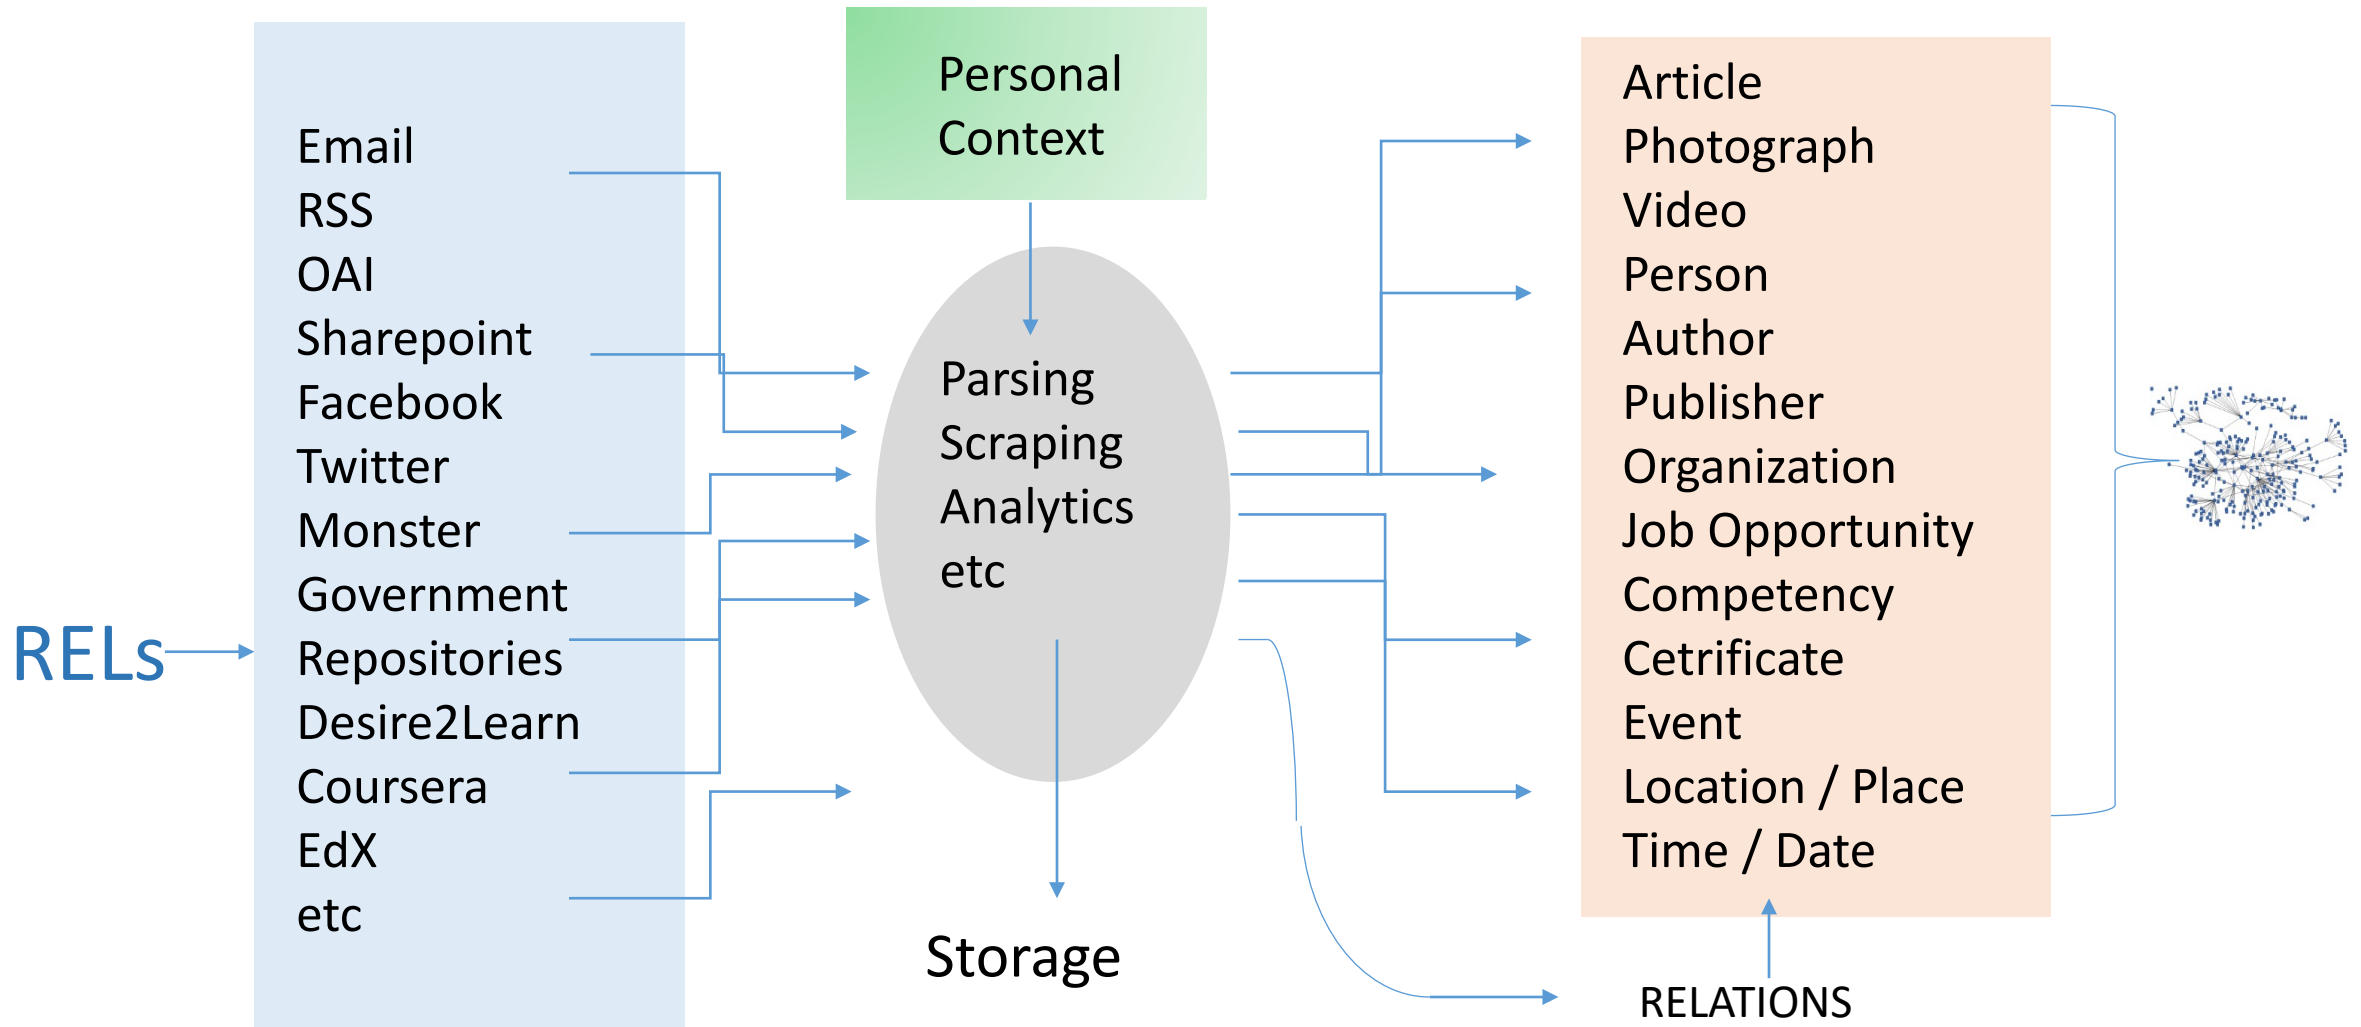 RELs
Email
RSS
OAI
Sharepoint
Facebook
Twitter
Monster
Government
Repositories
Desire2Learn
Coursera
EdX
etc
Personal
Context
Parsing
Scraping
Analytics
etc
Storage
Article
Photograph
Video
Person
Author
Publisher
Organization
Job Opportunity
Competency
Cetrificate
Event
Location / Place
Time / Date
RELATIONS